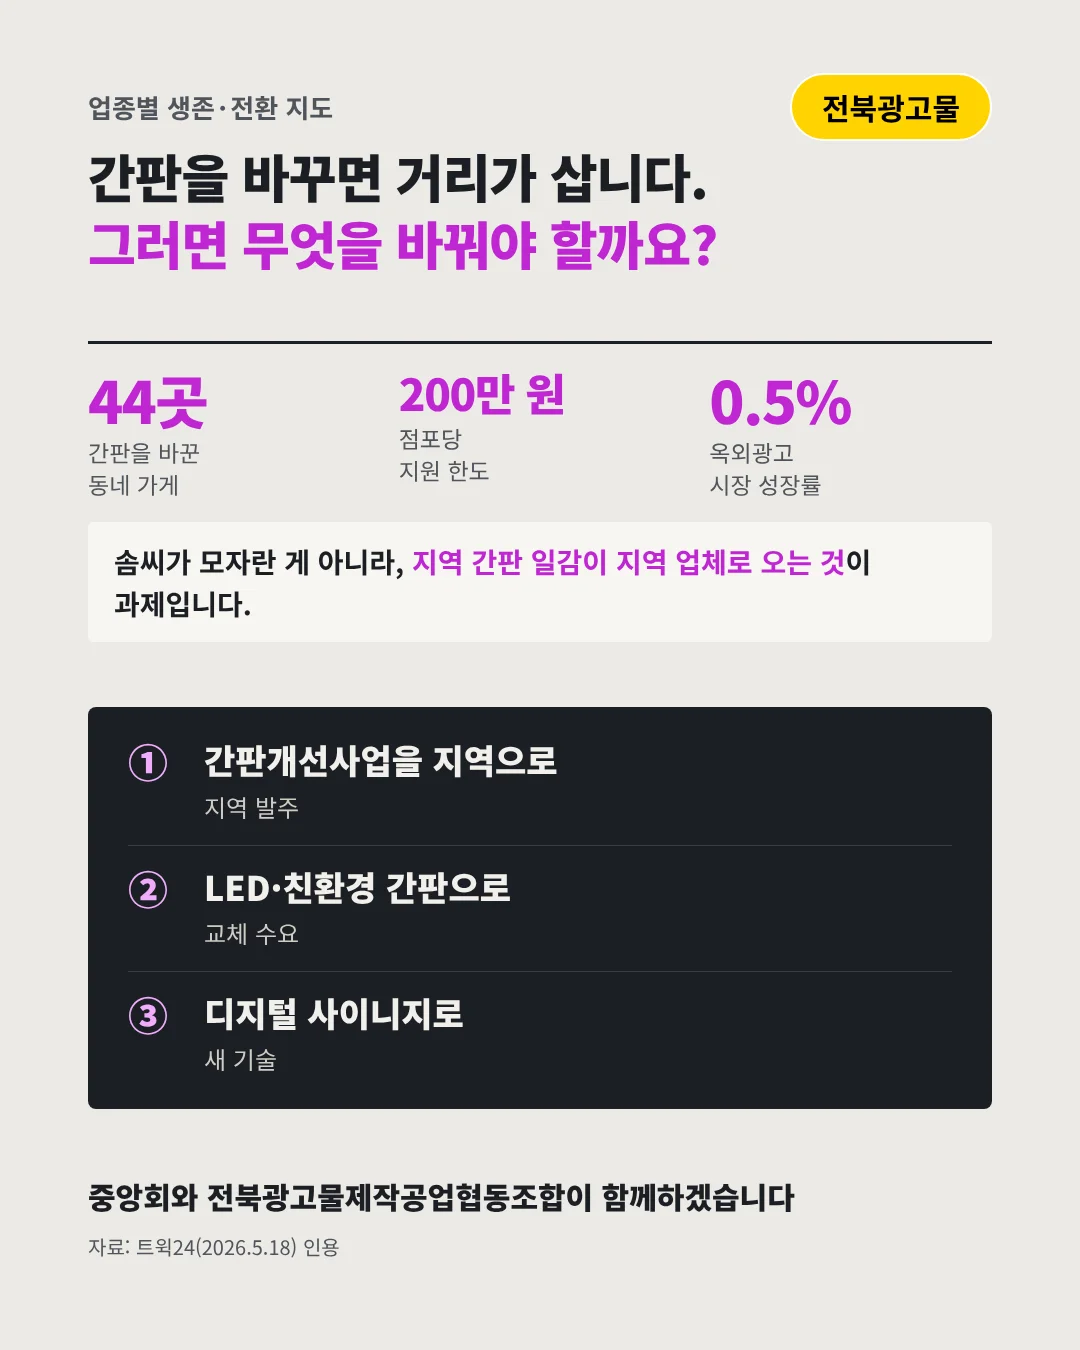 업종별 생존·전환 지도
전북광고물
간판을 바꾸면 거리가 삽니다.
그러면 무엇을 바꿔야 할까요?
44곳
간판을 바꾼
동네 가게
200만 원
점포당
지원 한도
0.5%
옥외광고
시장 성장률
솜씨가 모자란 게 아니라, 지역 간판 일감이 지역 업체로 오는 것이
과제입니다.
① 간판개선사업을 지역으로
지역 발주
② LED·친환경 간판으로
교체 수요
③ 디지털 사이니지로
새 기술
중앙회와 전북광고물제작공업협동조합이 함께하겠습니다
자료: 트윅24(2026.5.18) 인용